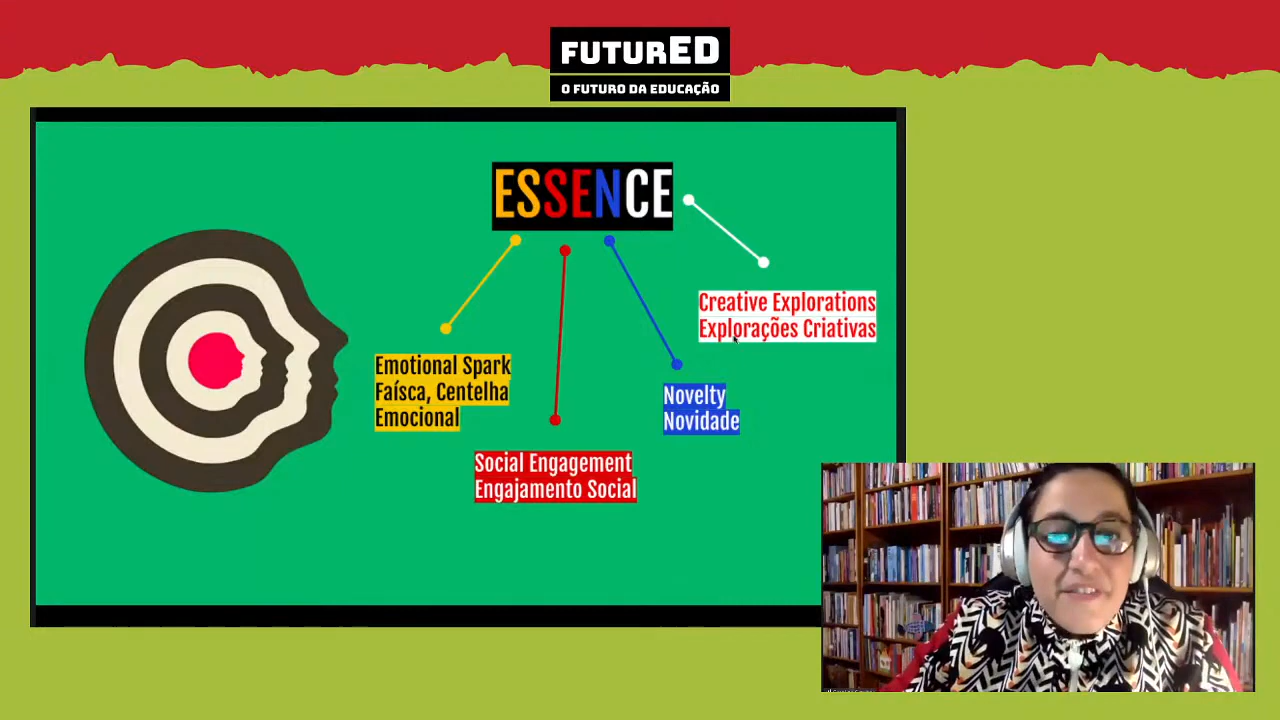 FUTURED
O FUTURO DA EDUCAÇÃO
ESSENCE
Creative Explorations
Explorações Criativas
Emotional Spark
Faísca, Centelha
Emocional
Novelty
Novidade
Social Engagement
Engajamento Social